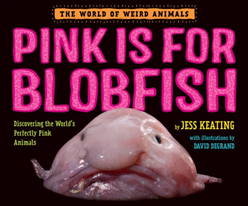 THE WORLD OF WEIRD ANIMALS
PINK IS FOR
BLOBFISH
Discovering the World's
Perfectly Pink
Animals
by JESS KEATING
with illustrations by
DAVID DEGRAND